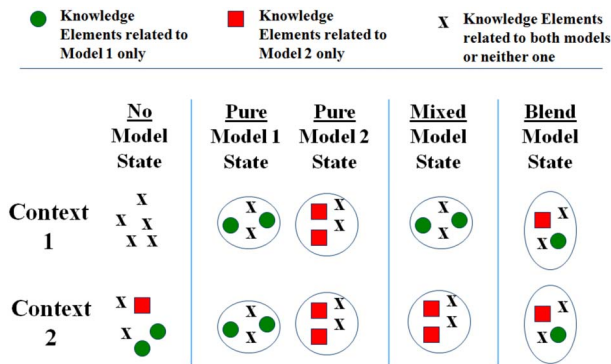 Knowledge
Elements related to
Model 1 only
Knowledge
Elements related to
Model 2 only
X
Knowledge Elements
related to both models
or neither one
No
Model
State
Pure
Model 1
State
Pure
Model 2
State
Mixed
Model
State
Blend
Model
State
Context
1
X
X X
X X
X
X
X
X
X
X
X
X
Context
2
X
X
X
X
X
X
X
X
X
X